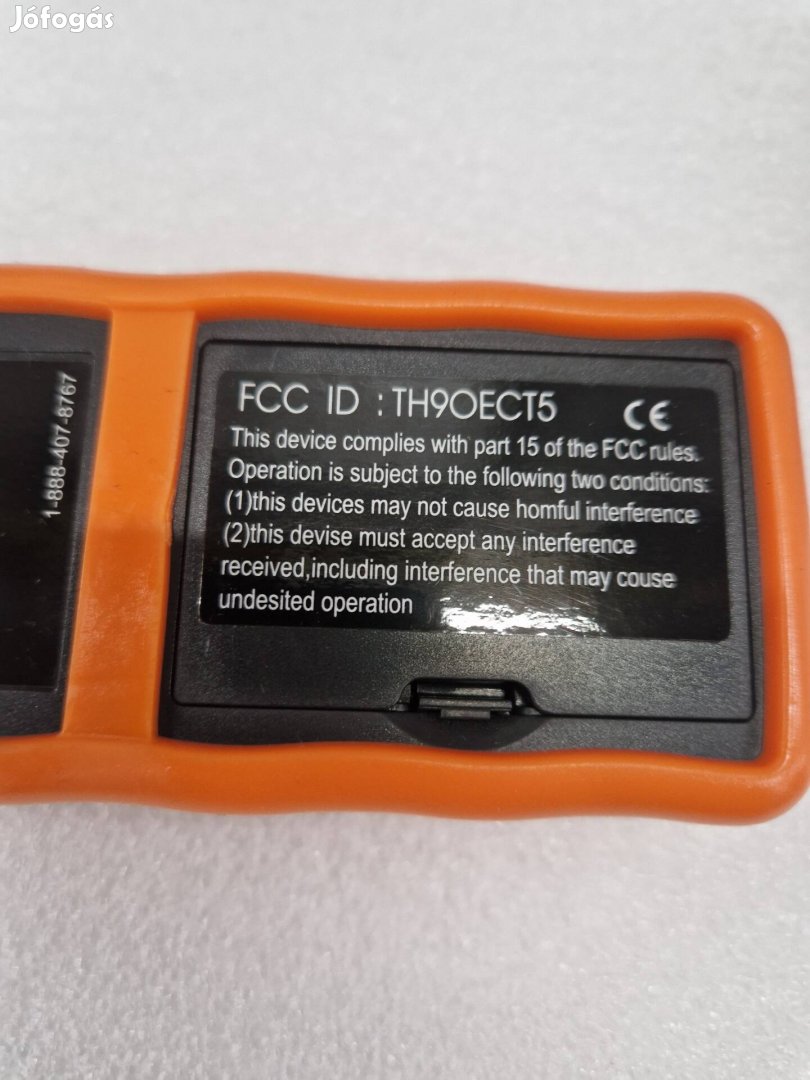 Jófogás
1-888-407-8767
FCC ID : TH9OECT5 CE
This device complies with part 15 of the FCC rules.
Operation is subject to the following two conditions:
(1)this devices may not cause homful interference
(2)this devise must accept any interference
received,including interference that may couse
undesited operation